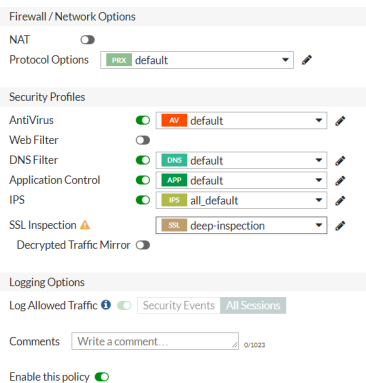 Firewall / Network Options
NAT
Protocol Options PRX default
Security Profiles
AntiVirus AV default
Web Filter
DNS Filter DNS default
Application Control APP default
IPS IPS all_default
SSL Inspection SSL deep-inspection
Decrypted Traffic Mirror
Logging Options
Log Allowed Traffic Security Events All Sessions
Comments Write a comment... 0/1023
Enable this policy